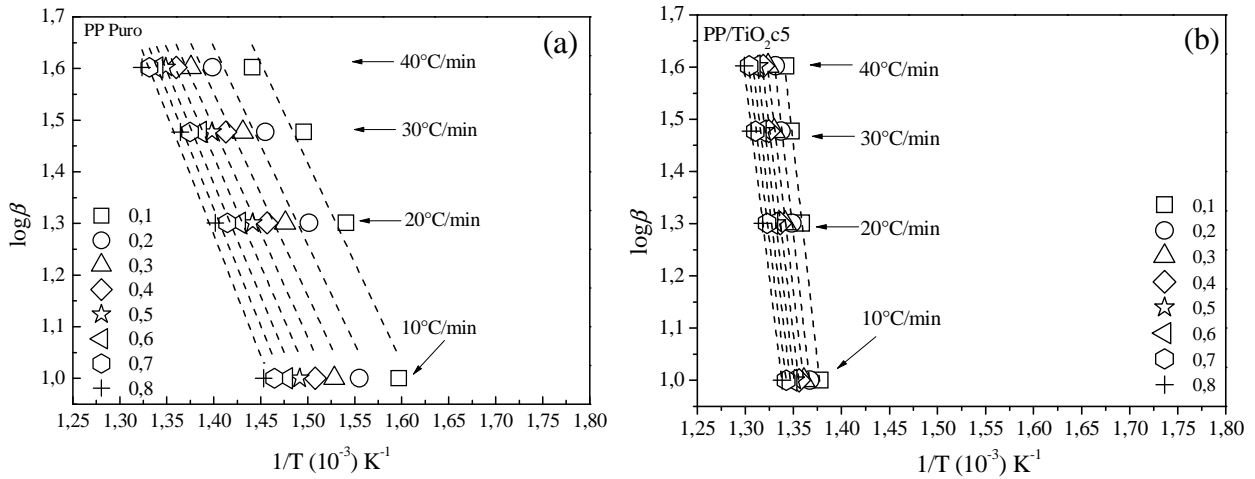 PP Puro
(a)
1,7
1,6
1,5
1,4
1,3
1,2
1,1
1,0
logβ
40°C/min
30°C/min
20°C/min
10°C/min
0,1
0,2
0,3
0,4
0,5
0,6
0,7
0,8
1,25 1,30 1,35 1,40 1,45 1,50 1,55 1,60 1,65 1,70 1,75 1,80
1/T (10⁻³) K⁻¹
PP/TiO₂c5
(b)
1,7
1,6
1,5
1,4
1,3
1,2
1,1
1,0
logβ
40°C/min
30°C/min
20°C/min
10°C/min
0,1
0,2
0,3
0,4
0,5
0,6
0,7
0,8
1,25 1,30 1,35 1,40 1,45 1,50 1,55 1,60 1,65 1,70 1,75 1,80
1/T (10⁻³) K⁻¹